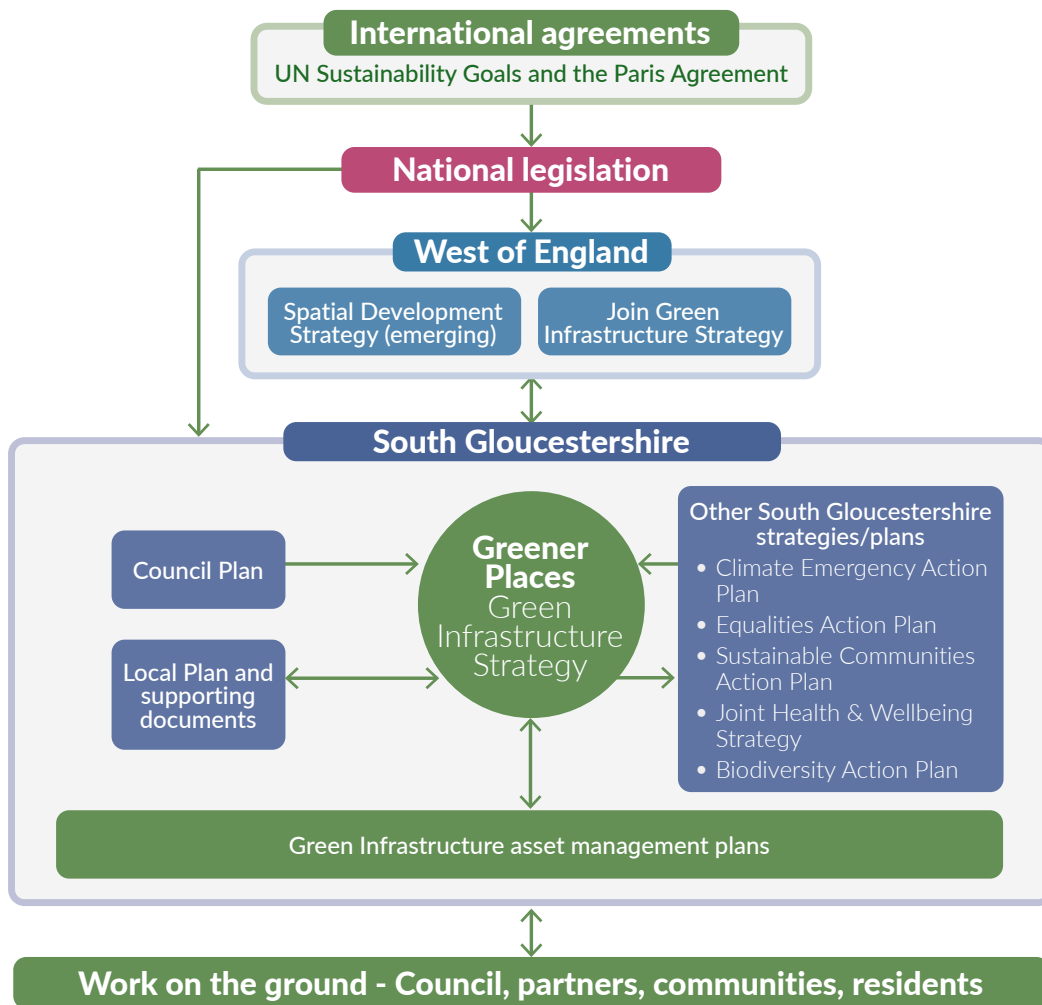 International agreements
UN Sustainability Goals and the Paris Agreement
National legislation
West of England
Spatial Development
Strategy (emerging)
Join Green
Infrastructure Strategy
South Gloucestershire
Council Plan
Local Plan and
supporting
documents
Greener
Places
Green
Infrastructure
Strategy
Other South Gloucestershire
strategies/plans
• Climate Emergency Action
Plan
• Equalities Action Plan
• Sustainable Communities
Action Plan
• Joint Health & Wellbeing
Strategy
• Biodiversity Action Plan
Green Infrastructure asset management plans
Work on the ground - Council, partners, communities, residents